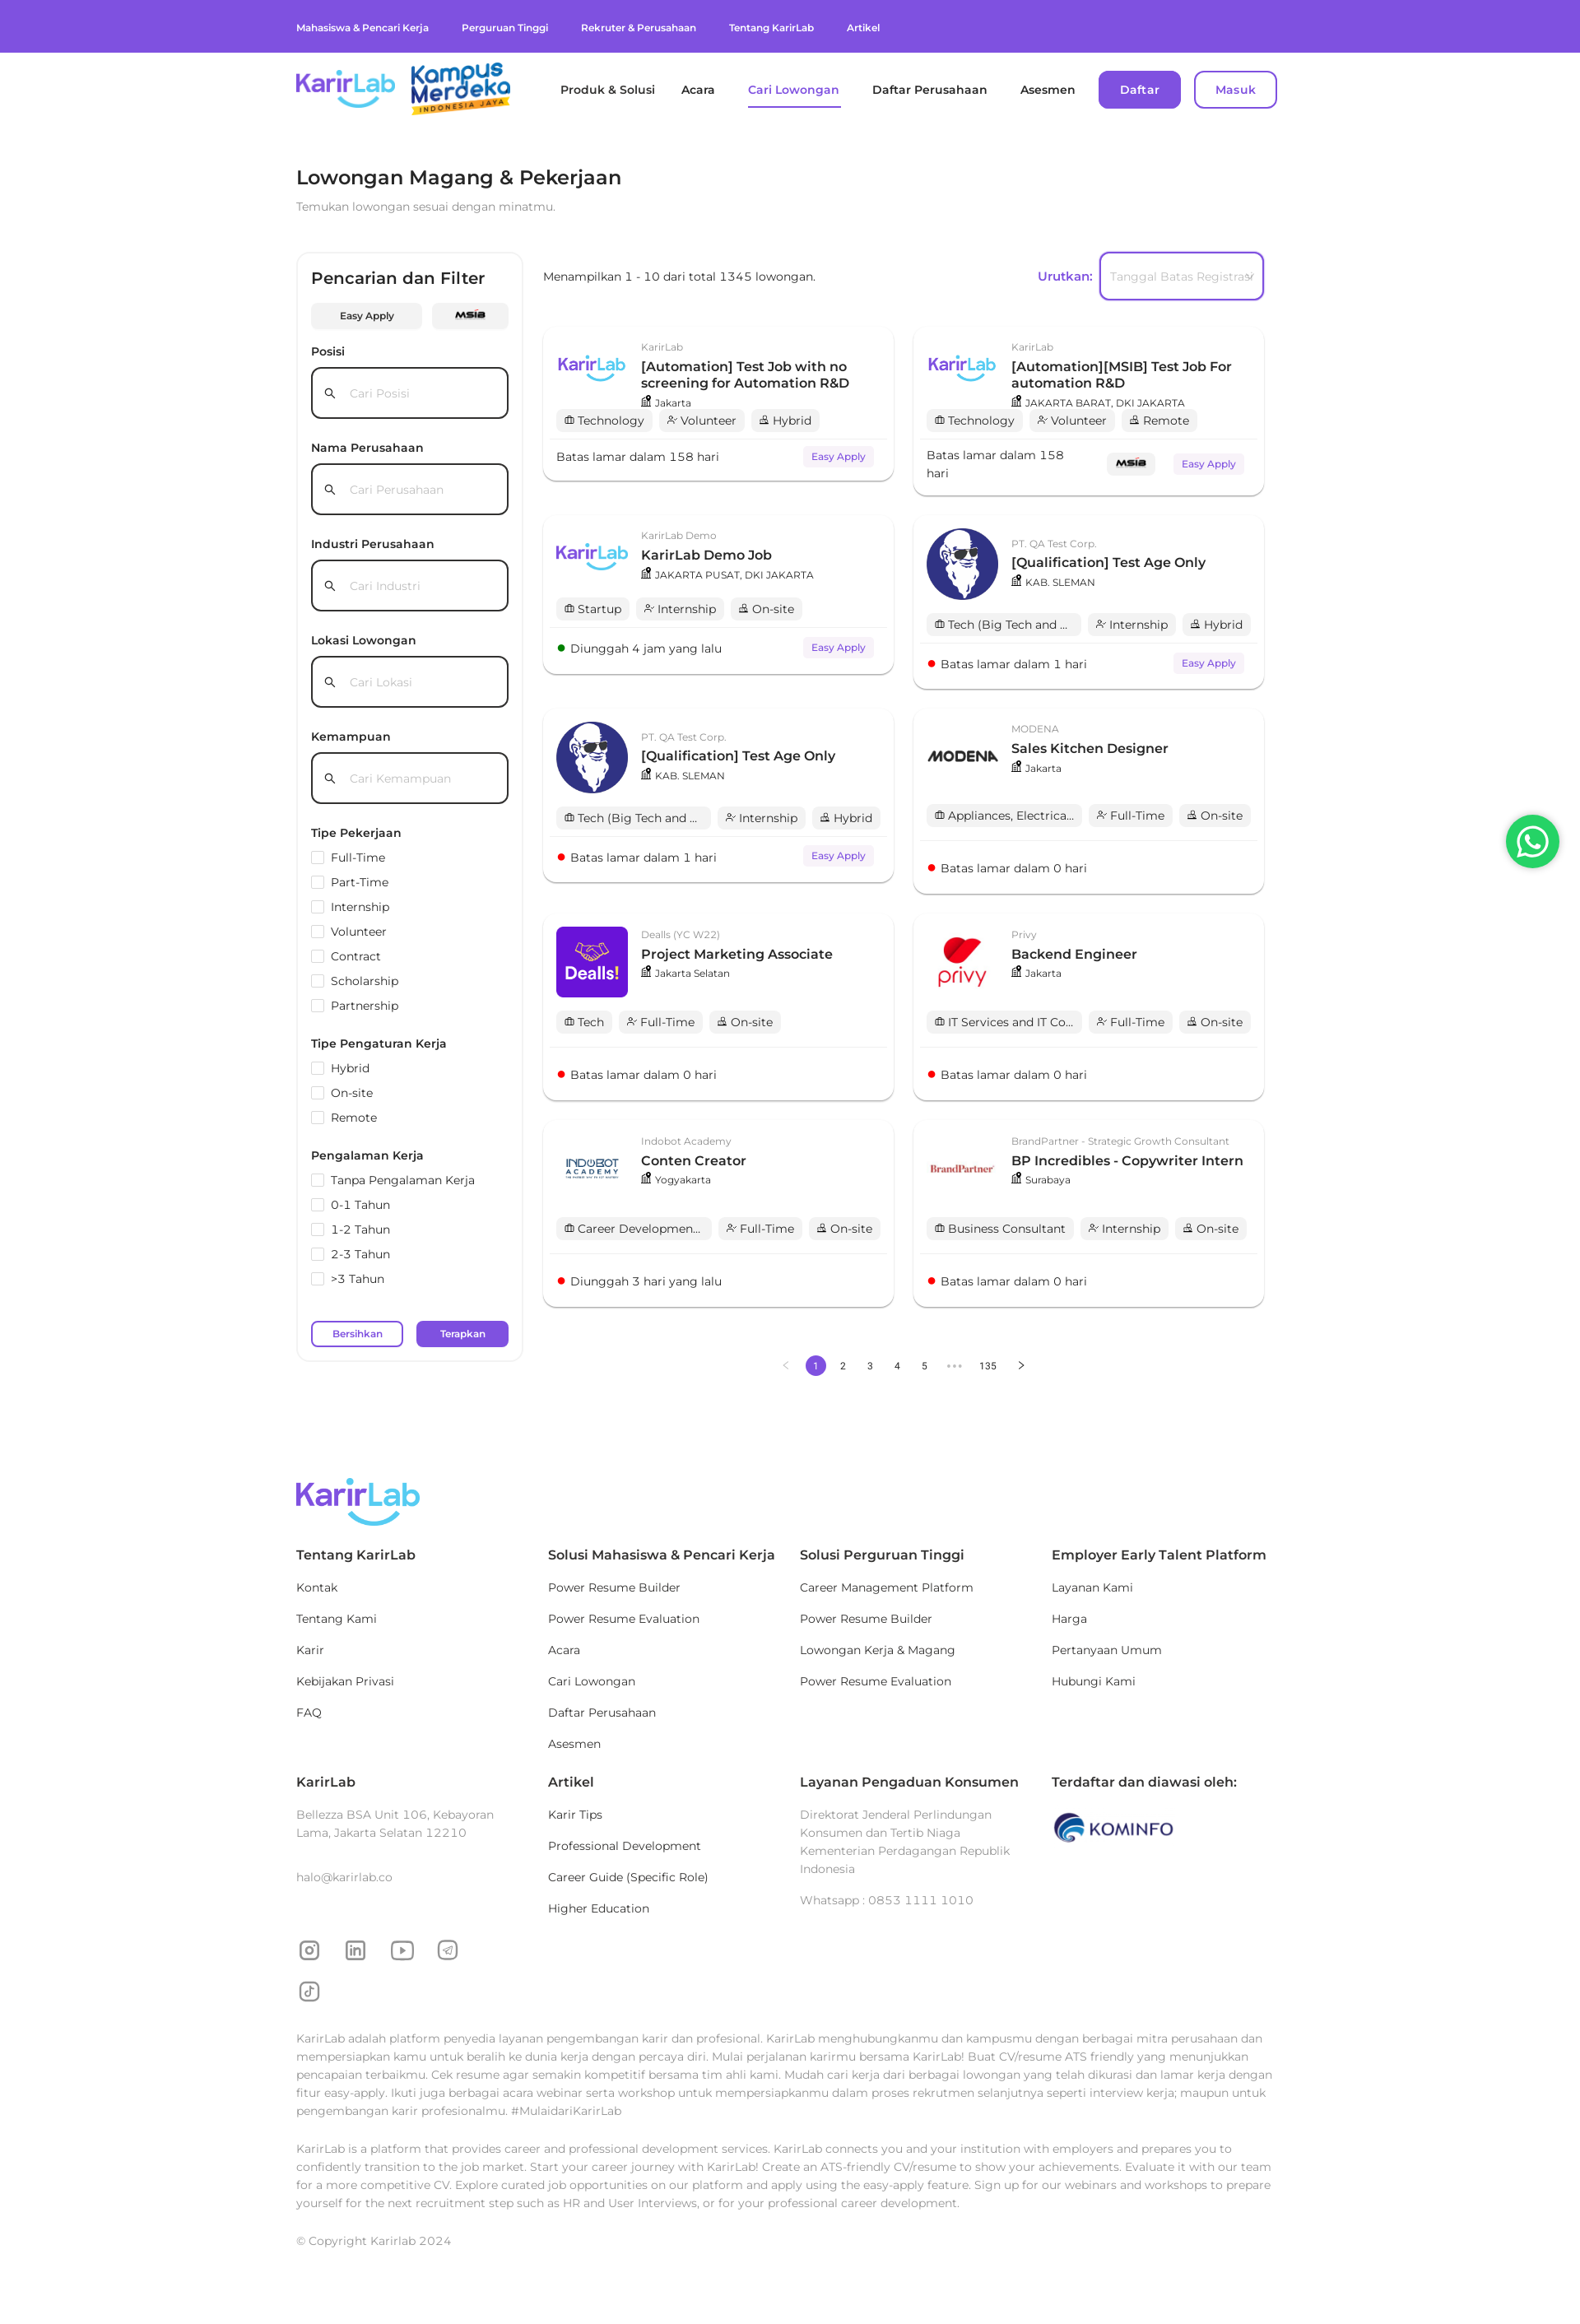 Mahasiswa & Pencari Kerja
Perguruan Tinggi
Rekruter & Perusahaan
Tentang KarirLab
Artikel
KarirLab
Kampus
Merdeka
INDONESIA JAYA
Produk & Solusi
Acara
Cari Lowongan
Daftar Perusahaan
Asesmen
Daftar
Masuk
Lowongan Magang & Pekerjaan
Temukan lowongan sesuai dengan minatmu.
Pencarian dan Filter
Easy Apply
MSIB
Posisi
Cari Posisi
Nama Perusahaan
Cari Perusahaan
Industri Perusahaan
Cari Industri
Lokasi Lowongan
Cari Lokasi
Kemampuan
Cari Kemampuan
Tipe Pekerjaan
Full-Time
Part-Time
Internship
Volunteer
Contract
Scholarship
Partnership
Tipe Pengaturan Kerja
Hybrid
On-site
Remote
Pengalaman Kerja
Tanpa Pengalaman Kerja
0-1 Tahun
1-2 Tahun
2-3 Tahun
>3 Tahun
Bersihkan
Terapkan
Menampilkan 1 - 10 dari total 1345 lowongan.
Urutkan:
Tanggal Batas Registrasi
KarirLab
KarirLab
[Automation] Test Job with no
screening for Automation R&D
Jakarta
Technology
Volunteer
Hybrid
Batas lamar dalam 158 hari
Easy Apply
KarirLab
KarirLab
[Automation][MSIB] Test Job For
automation R&D
JAKARTA BARAT, DKI JAKARTA
Technology
Volunteer
Remote
Batas lamar dalam 158
hari
MSIB
Easy Apply
KarirLab
KarirLab Demo
KarirLab Demo Job
JAKARTA PUSAT, DKI JAKARTA
Startup
Internship
On-site
Diunggah 4 jam yang lalu
Easy Apply
PT. QA Test Corp.
[Qualification] Test Age Only
KAB. SLEMAN
Tech (Big Tech and ...
Internship
Hybrid
Batas lamar dalam 1 hari
Easy Apply
PT. QA Test Corp.
[Qualification] Test Age Only
KAB. SLEMAN
Tech (Big Tech and ...
Internship
Hybrid
Batas lamar dalam 1 hari
Easy Apply
MODENA
MODENA
Sales Kitchen Designer
Jakarta
Appliances, Electrica...
Full-Time
On-site
Batas lamar dalam 0 hari
Dealls!
Dealls (YC W22)
Project Marketing Associate
Jakarta Selatan
Tech
Full-Time
On-site
Batas lamar dalam 0 hari
privy
Privy
Backend Engineer
Jakarta
IT Services and IT Co...
Full-Time
On-site
Batas lamar dalam 0 hari
INDOBOT
ACADEMY
Indobot Academy
Conten Creator
Yogyakarta
Career Developmen...
Full-Time
On-site
Diunggah 3 hari yang lalu
BrandPartner
BrandPartner - Strategic Growth Consultant
BP Incredibles - Copywriter Intern
Surabaya
Business Consultant
Internship
On-site
Batas lamar dalam 0 hari
1
2
3
4
5
•••
135
KarirLab
Tentang KarirLab
Kontak
Tentang Kami
Karir
Kebijakan Privasi
FAQ
Solusi Mahasiswa & Pencari Kerja
Power Resume Builder
Power Resume Evaluation
Acara
Cari Lowongan
Daftar Perusahaan
Asesmen
Solusi Perguruan Tinggi
Career Management Platform
Power Resume Builder
Lowongan Kerja & Magang
Power Resume Evaluation
Employer Early Talent Platform
Layanan Kami
Harga
Pertanyaan Umum
Hubungi Kami
KarirLab
Bellezza BSA Unit 106, Kebayoran
Lama, Jakarta Selatan 12210
halo@karirlab.co
Artikel
Karir Tips
Professional Development
Career Guide (Specific Role)
Higher Education
Layanan Pengaduan Konsumen
Direktorat Jenderal Perlindungan
Konsumen dan Tertib Niaga
Kementerian Perdagangan Republik
Indonesia
Whatsapp : 0853 1111 1010
Terdaftar dan diawasi oleh:
KOMINFO
KarirLab adalah platform penyedia layanan pengembangan karir dan profesional. KarirLab menghubungkanmu dan kampusmu dengan berbagai mitra perusahaan dan
mempersiapkan kamu untuk beralih ke dunia kerja dengan percaya diri. Mulai perjalanan karirmu bersama KarirLab! Buat CV/resume ATS friendly yang menunjukkan
pencapaian terbaikmu. Cek resume agar semakin kompetitif bersama tim ahli kami. Mudah cari kerja dari berbagai lowongan yang telah dikurasi dan lamar kerja dengan
fitur easy-apply. Ikuti juga berbagai acara webinar serta workshop untuk mempersiapkanmu dalam proses rekrutmen selanjutnya seperti interview kerja; maupun untuk
pengembangan karir profesionalmu. #MulaidariKarirLab
KarirLab is a platform that provides career and professional development services. KarirLab connects you and your institution with employers and prepares you to
confidently transition to the job market. Start your career journey with KarirLab! Create an ATS-friendly CV/resume to show your achievements. Evaluate it with our team
for a more competitive CV. Explore curated job opportunities on our platform and apply using the easy-apply feature. Sign up for our webinars and workshops to prepare
yourself for the next recruitment step such as HR and User Interviews, or for your professional career development.
© Copyright Karirlab 2024